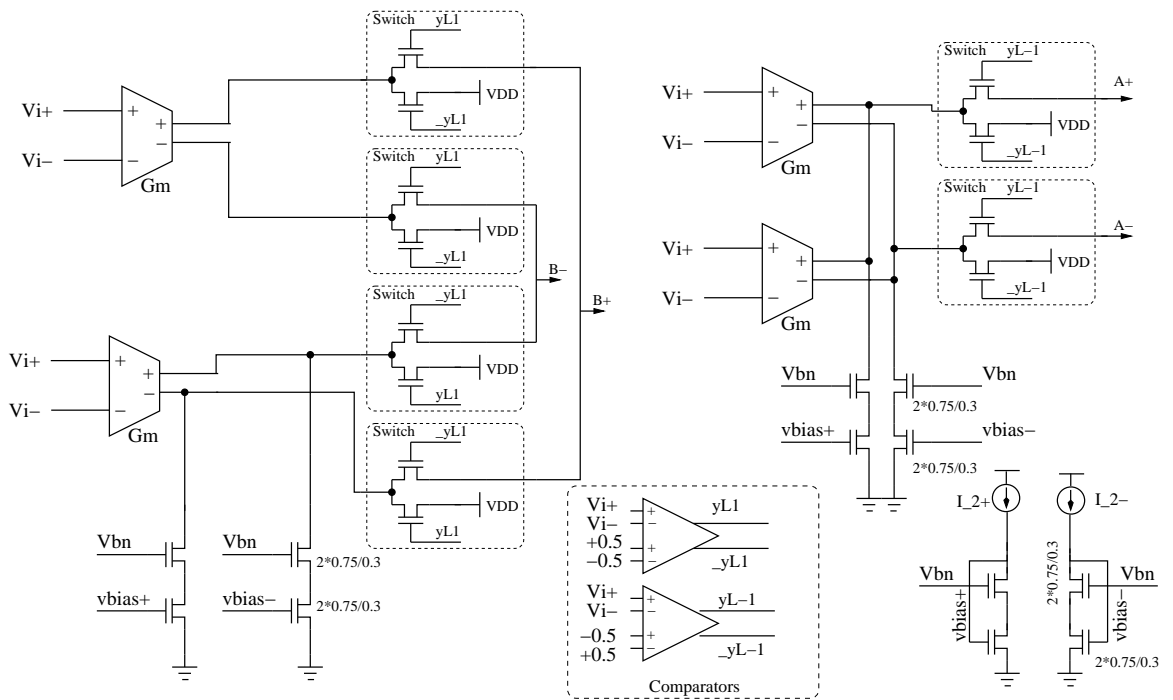 Switch yL1
VDD
_yL1
Vi+
Vi−
+
−
+
−
Gm
Switch yL1
VDD
_yL1
B−
B+
Switch _yL1
VDD
yL1
Vi+
Vi−
+
−
+
−
Gm
Switch _yL1
VDD
yL1
Vbn
Vbn
2*0.75/0.3
vbias+
vbias−
2*0.75/0.3
Switch yL−1
A+
VDD
_yL−1
Vi+
Vi−
+
−
+
−
Gm
Switch yL−1
A−
VDD
_yL−1
Vi+
Vi−
+
−
+
−
Gm
Vbn
Vbn
2*0.75/0.3
vbias+
vbias−
2*0.75/0.3
Vi+
Vi−
+0.5
−0.5
+
−
+
−
yL1
_yL1
Vi+
Vi−
−0.5
+0.5
+
−
+
−
yL−1
_yL−1
Comparators
I_2+
I_2−
Vbn
vbias+
2*0.75/0.3
Vbn
vbias−
2*0.75/0.3